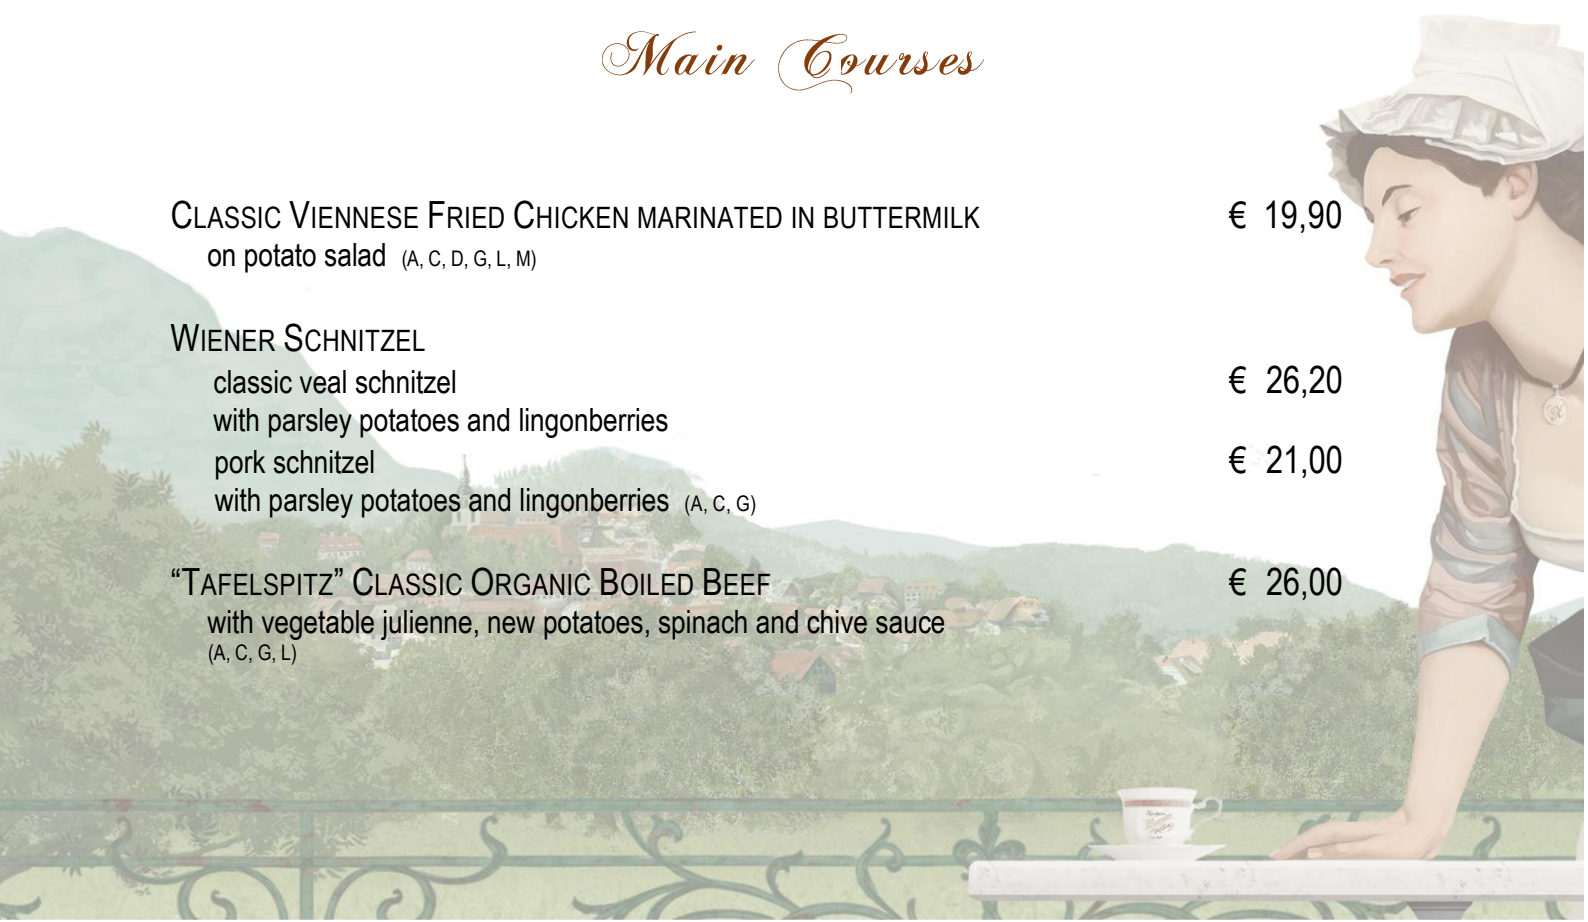 Main Courses
CLASSIC VIENNESE FRIED CHICKEN MARINATED IN BUTTERMILK € 19,90
on potato salad (A, C, D, G, L, M)
WIENER SCHNITZEL
classic veal schnitzel € 26,20
with parsley potatoes and lingonberries
pork schnitzel € 21,00
with parsley potatoes and lingonberries (A, C, G)
“TAFELSPITZ” CLASSIC ORGANIC BOILED BEEF € 26,00
with vegetable julienne, new potatoes, spinach and chive sauce
(A, C, G, L)